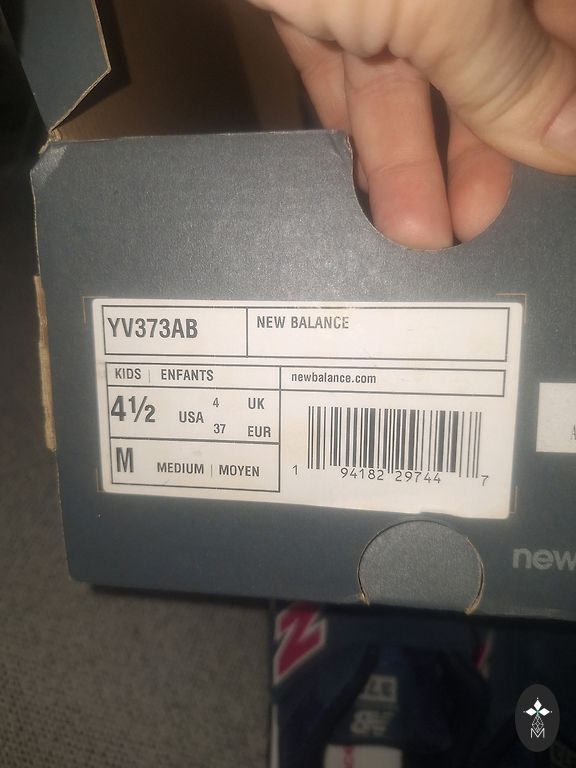 YV373AB
NEW BALANCE
KIDS | ENFANTS
newbalance.com
4½ USA 4 UK
37 EUR
M MEDIUM | MOYEN
1 94182 29744 7
new
N
373
M